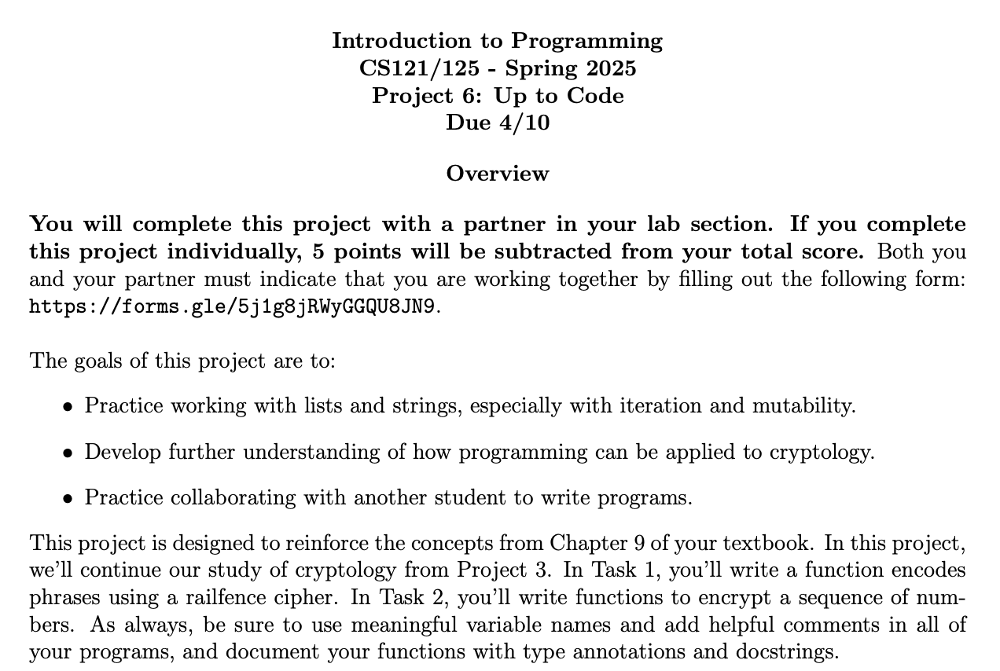 Introduction to Programming
CS121/125 - Spring 2025
Project 6: Up to Code
Due 4/10
Overview
You will complete this project with a partner in your lab section. If you complete
this project individually, 5 points will be subtracted from your total score. Both you
and your partner must indicate that you are working together by filling out the following form:
https://forms.gle/5j1g8jRWyGGQU8JN9.
The goals of this project are to:
• Practice working with lists and strings, especially with iteration and mutability.
• Develop further understanding of how programming can be applied to cryptology.
• Practice collaborating with another student to write programs.
This project is designed to reinforce the concepts from Chapter 9 of your textbook. In this project,
we'll continue our study of cryptology from Project 3. In Task 1, you'll write a function encodes
phrases using a railfence cipher. In Task 2, you'll write functions to encrypt a sequence of num-
bers. As always, be sure to use meaningful variable names and add helpful comments in all of
your programs, and document your functions with type annotations and docstrings.